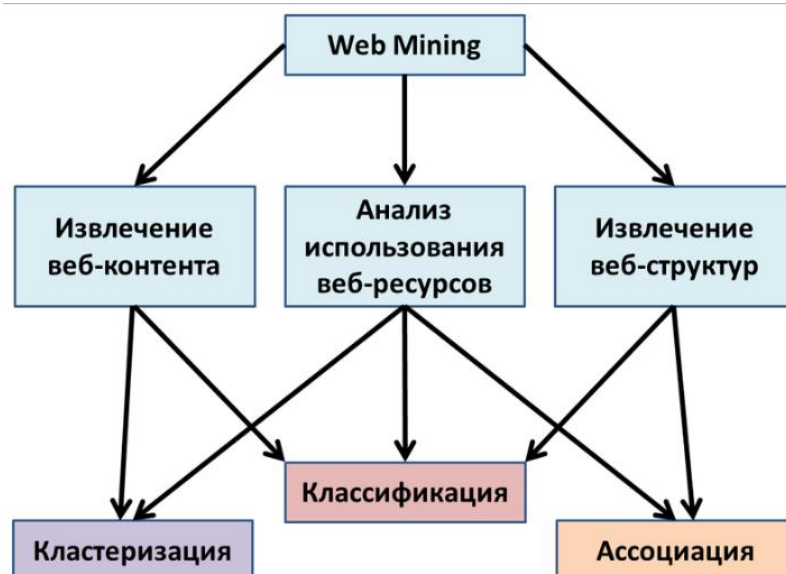 Web Mining
Извлечение
веб-контента
Анализ
использования
веб-ресурсов
Извлечение
веб-структур
Классификация
Кластеризация
Ассоциация